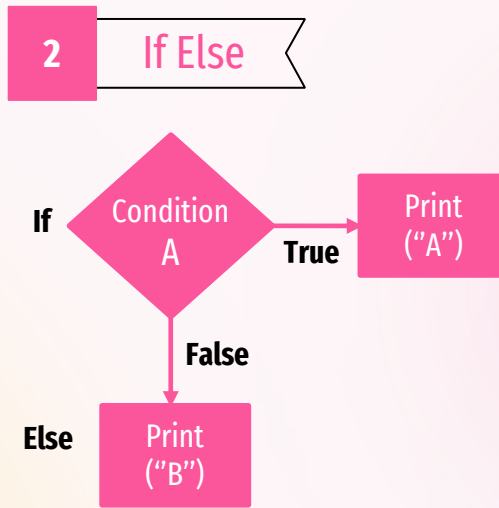 2
If Else
If
Condition
A
True
Print
(‘’A’’)
False
Else
Print
(‘’B’’)